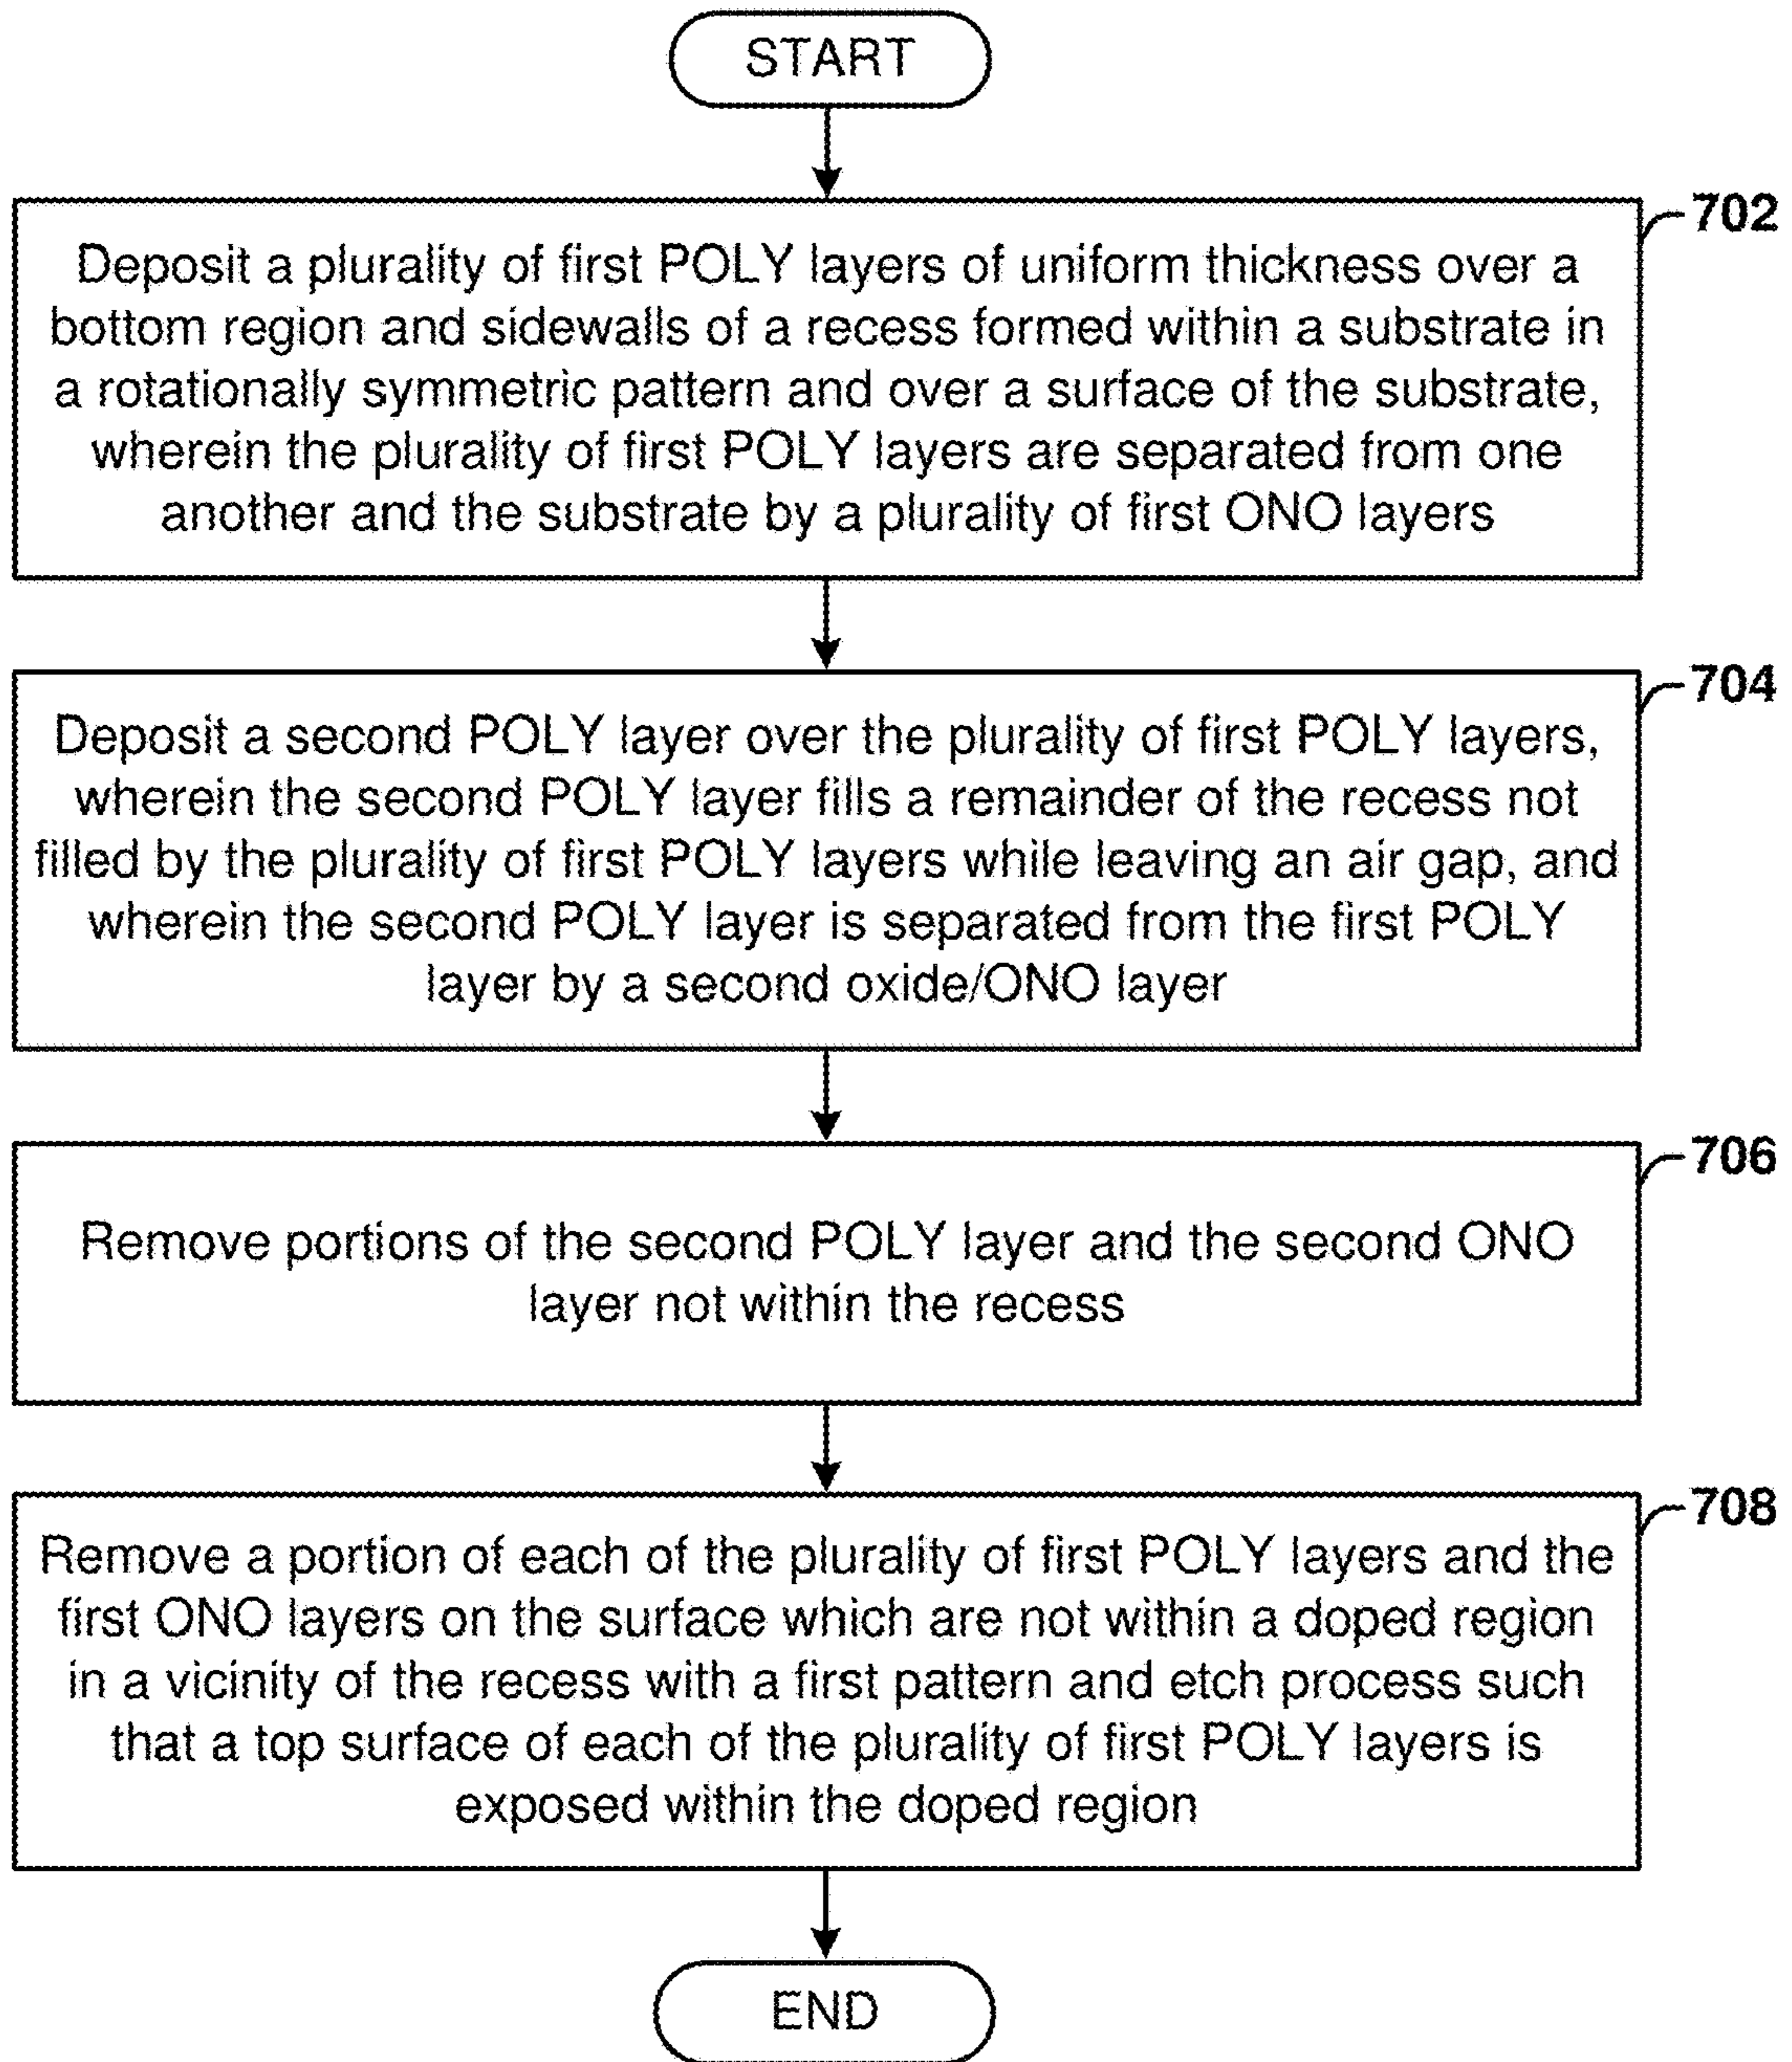 START
702
Deposit a plurality of first POLY layers of uniform thickness over a
bottom region and sidewalls of a recess formed within a substrate in
a rotationally symmetric pattern and over a surface of the substrate,
wherein the plurality of first POLY layers are separated from one
another and the substrate by a plurality of first ONO layers
704
Deposit a second POLY layer over the plurality of first POLY layers,
wherein the second POLY layer fills a remainder of the recess not
filled by the plurality of first POLY layers while leaving an air gap, and
wherein the second POLY layer is separated from the first POLY
layer by a second oxide/ONO layer
706
Remove portions of the second POLY layer and the second ONO
layer not within the recess
708
Remove a portion of each of the plurality of first POLY layers and the
first ONO layers on the surface which are not within a doped region
in a vicinity of the recess with a first pattern and etch process such
that a top surface of each of the plurality of first POLY layers is
exposed within the doped region
END